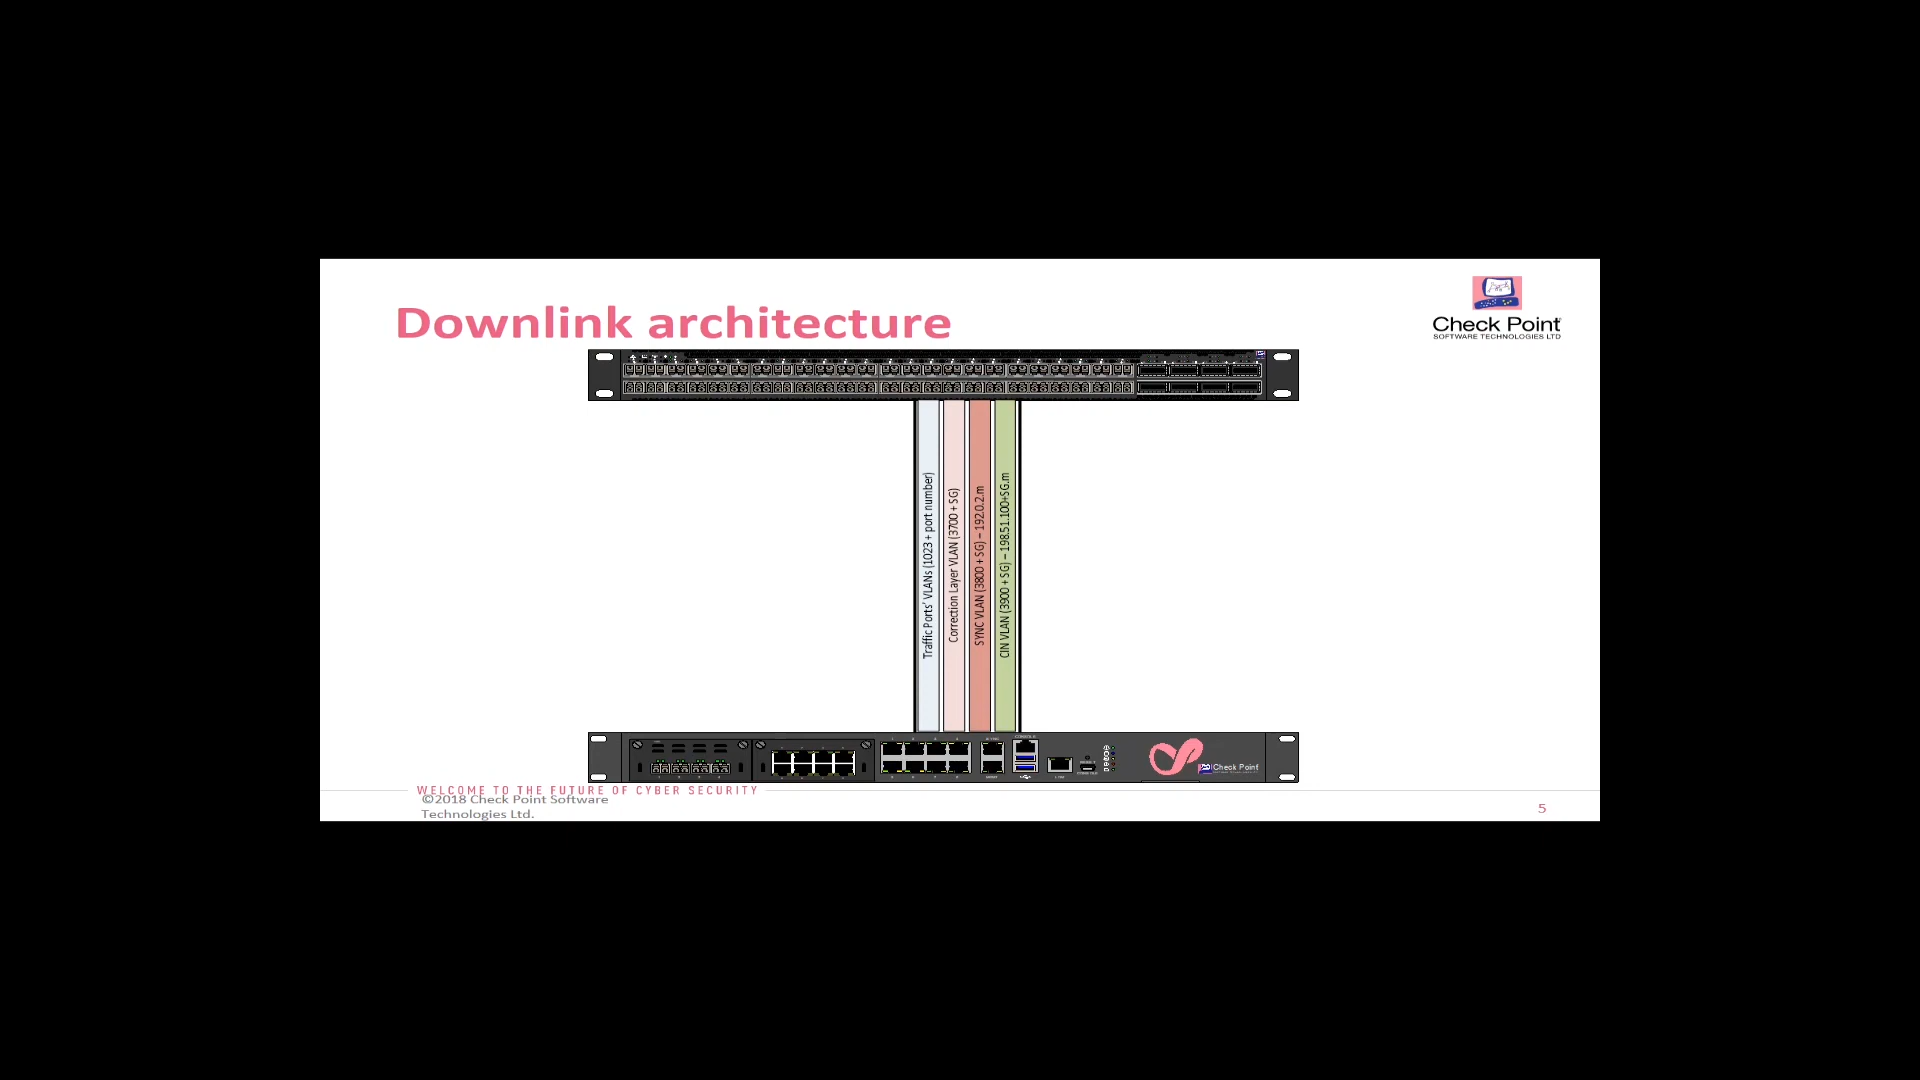 Downlink architecture
Check Point
SOFTWARE TECHNOLOGIES LTD
Traffic Ports' VLANs (1023 + port number)
Correction Layer VLAN (3700 + SG)
SYNC VLAN (3800 + SG) – 192.0.2.m
CIN VLAN (3900 + SG) – 198.51.100+SG.m
Check Point
WELCOME TO THE FUTURE OF CYBER SECURITY
©2018 Check Point Software
Technologies Ltd.
5